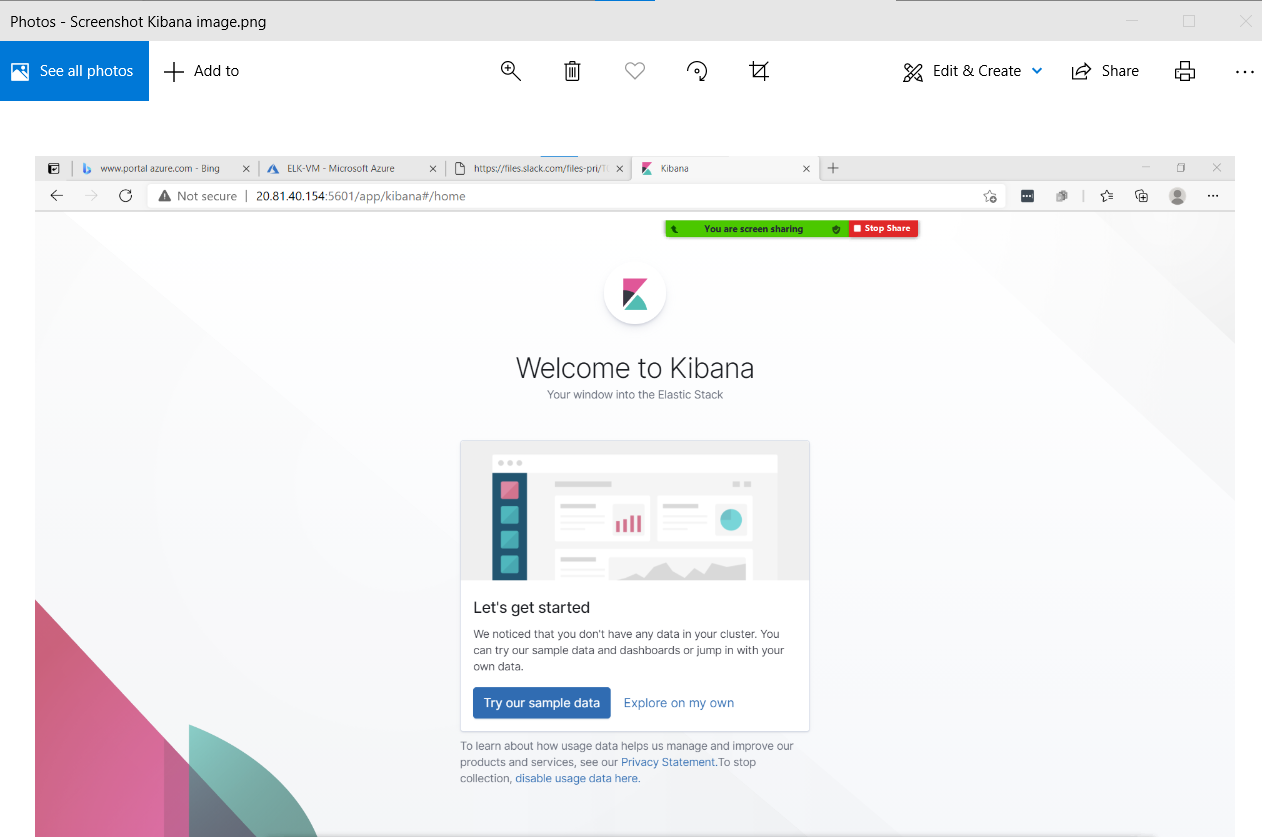 Photos - Screenshot Kibana image.png
See all photos
Add to
Edit & Create
Share
www.portal.azure.com - Bing
ELK-VM - Microsoft Azure
https://files.slack.com/files-pri/T
Kibana
Not secure | 20.81.40.154:5601/app/kibana#/home
You are screen sharing
Stop Share
Welcome to Kibana
Your window into the Elastic Stack
Let's get started
We noticed that you don't have any data in your cluster. You
can try our sample data and dashboards or jump in with your
own data.
Try our sample data
Explore on my own
To learn about how usage data helps us manage and improve our
products and services, see our Privacy Statement.To stop
collection, disable usage data here.